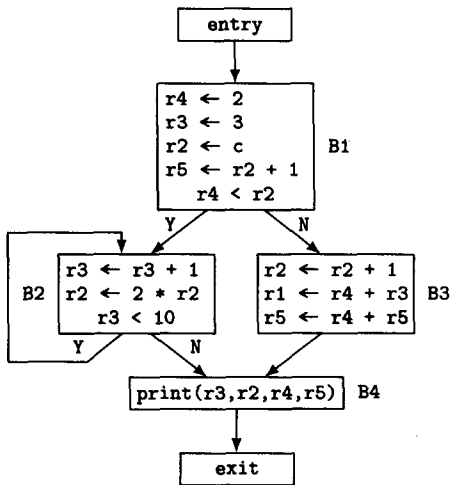 entry
r4 ← 2
r3 ← 3
r2 ← c
r5 ← r2 + 1
r4 < r2
B1
Y
N
B2
r3 ← r3 + 1
r2 ← 2 * r2
r3 < 10
Y
N
r2 ← r2 + 1
r1 ← r4 + r3
r5 ← r4 + r5
B3
print(r3,r2,r4,r5)
B4
exit